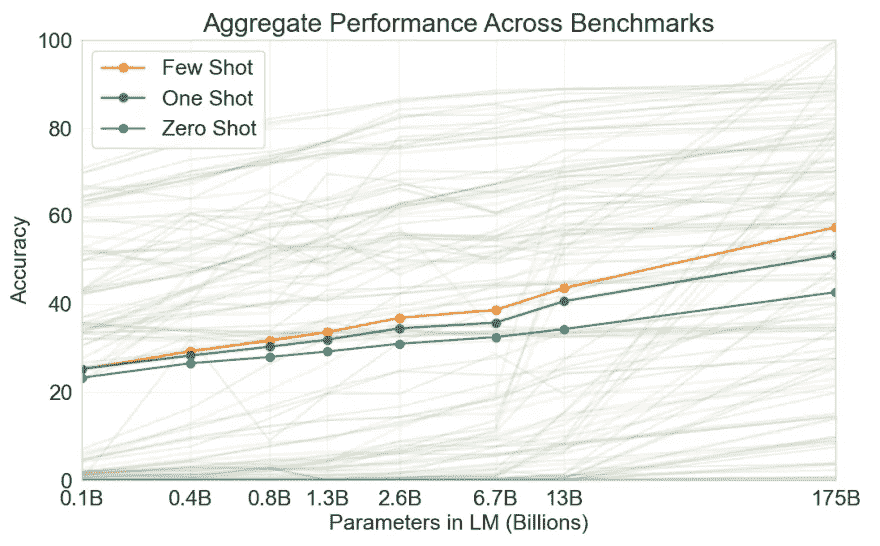 Aggregate Performance Across Benchmarks
100
80
60
40
20
0
Accuracy
Few Shot
One Shot
Zero Shot
0.1B 0.4B 0.8B 1.3B 2.6B 6.7B 13B 175B
Parameters in LM (Billions)